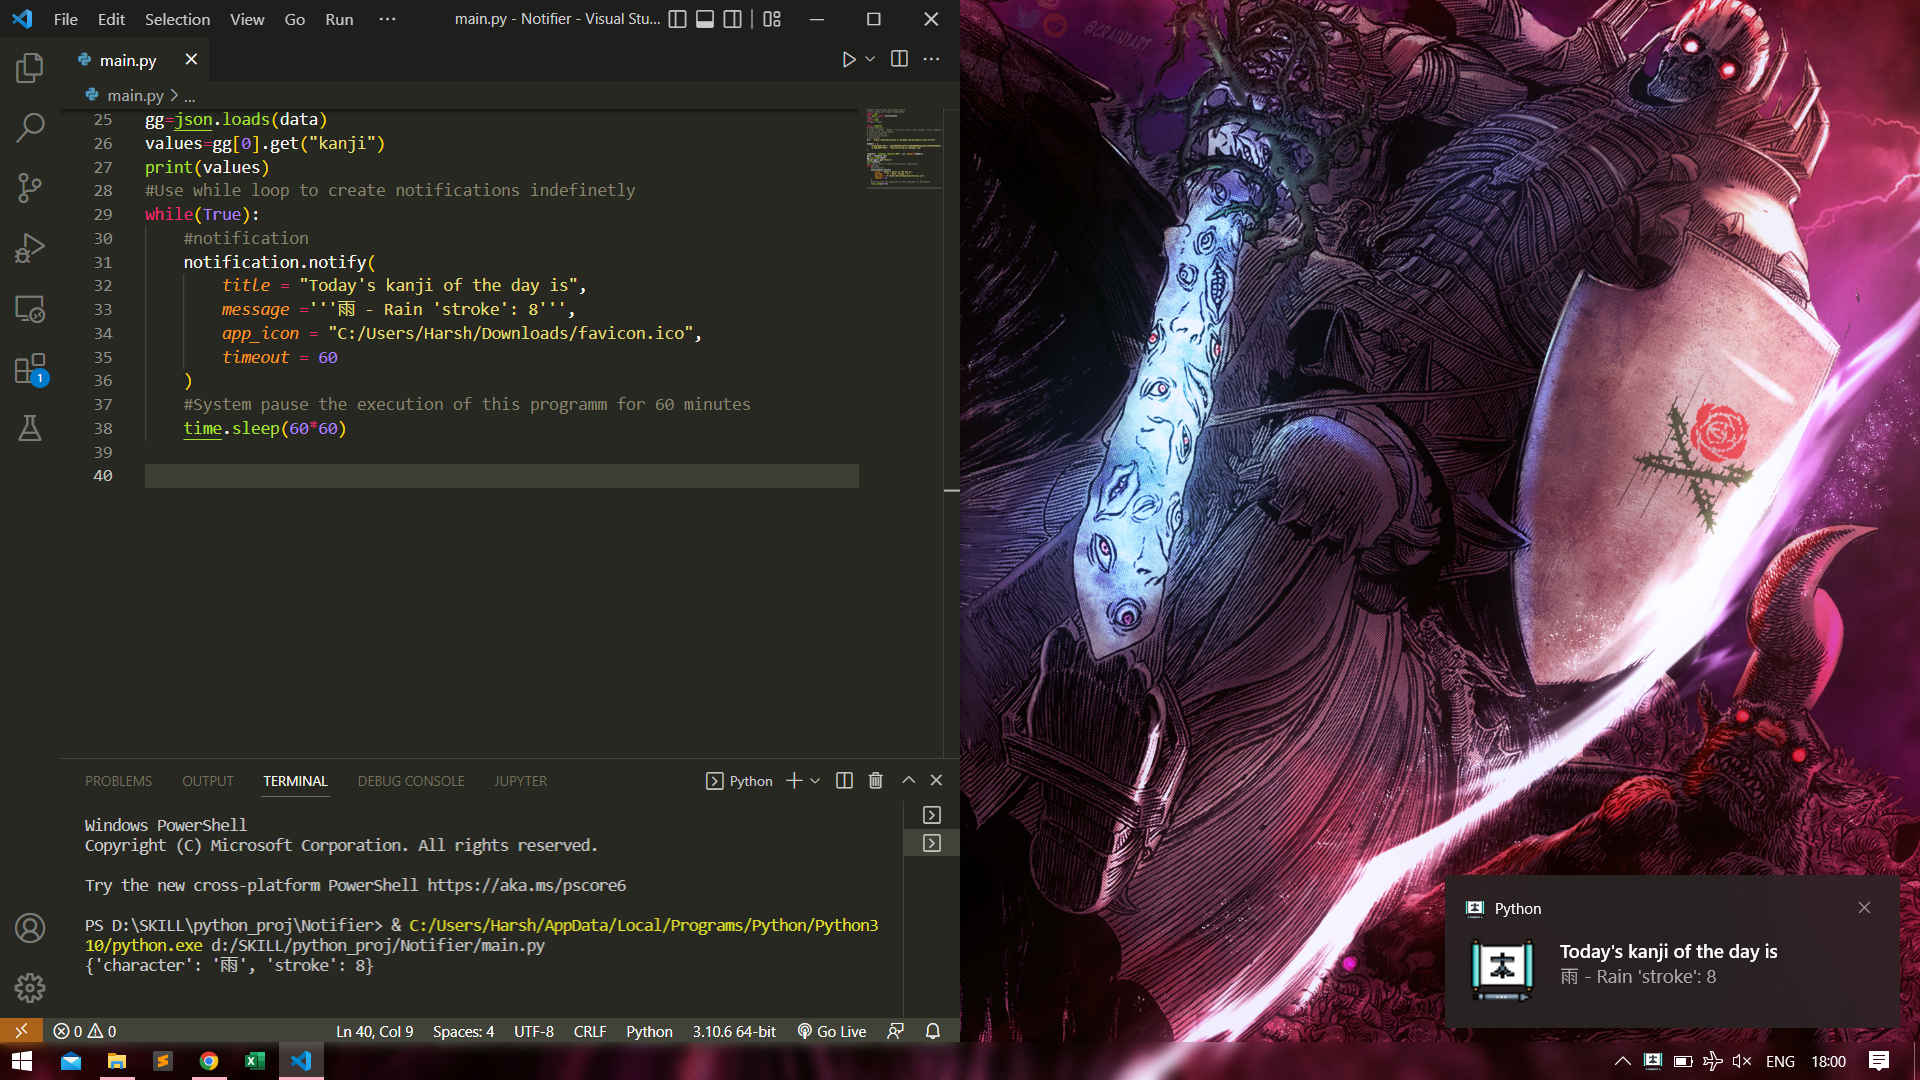 File Edit Selection View Go Run ··· main.py - Notifier - Visual Stu...
main.py
main.py > ...
25 gg=json.loads(data)
26 values=gg[0].get("kanji")
27 print(values)
28 #Use while loop to create notifications indefinetly
29 while(True):
30 #notification
31 notification.notify(
32 title = "Today's kanji of the day is",
33 message ='''雨 - Rain 'stroke': 8''',
34 app_icon = "C:/Users/Harsh/Downloads/favicon.ico",
35 timeout = 60
36 )
37 #System pause the execution of this programm for 60 minutes
38 time.sleep(60*60)
39
40
1
PROBLEMS OUTPUT TERMINAL DEBUG CONSOLE JUPYTER Python
Windows PowerShell
Copyright (C) Microsoft Corporation. All rights reserved.
Try the new cross-platform PowerShell https://aka.ms/pscore6
PS D:\SKILL\python_proj\Notifier> & C:/Users/Harsh/AppData/Local/Programs/Python/Python3
10/python.exe d:/SKILL/python_proj/Notifier/main.py
{'character': '雨', 'stroke': 8}
0 0 Ln 40, Col 9 Spaces: 4 UTF-8 CRLF Python 3.10.6 64-bit Go Live
@CRAIN1ART
Python
本
Today's kanji of the day is
雨 - Rain 'stroke': 8
ENG 18:00